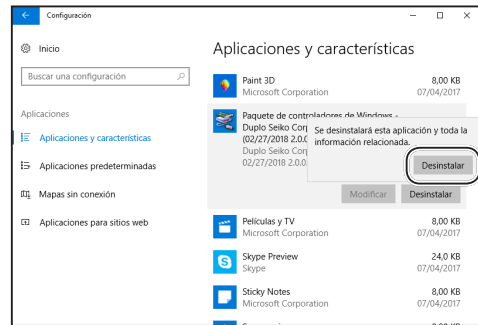 Configuración
Inicio
Aplicaciones y características
Buscar una configuración
Paint 3D
8,00 KB
Microsoft Corporation
07/04/2017
Aplicaciones
Paquete de controladores de Windows -
Duplo Seiko Corp
(02/27/2018 2.0.0
Duplo Seiko Corp
02/27/2018 2.0.0.
Se desinstalará esta aplicación y toda la
información relacionada.
Desinstalar
Aplicaciones y características
Aplicaciones predeterminadas
Mapas sin conexión
Aplicaciones para sitios web
Modificar
Desinstalar
Películas y TV
8,00 KB
Microsoft Corporation
07/04/2017
Skype Preview
24,0 KB
Skype
07/04/2017
Sticky Notes
8,00 KB
Microsoft Corporation
07/04/2017